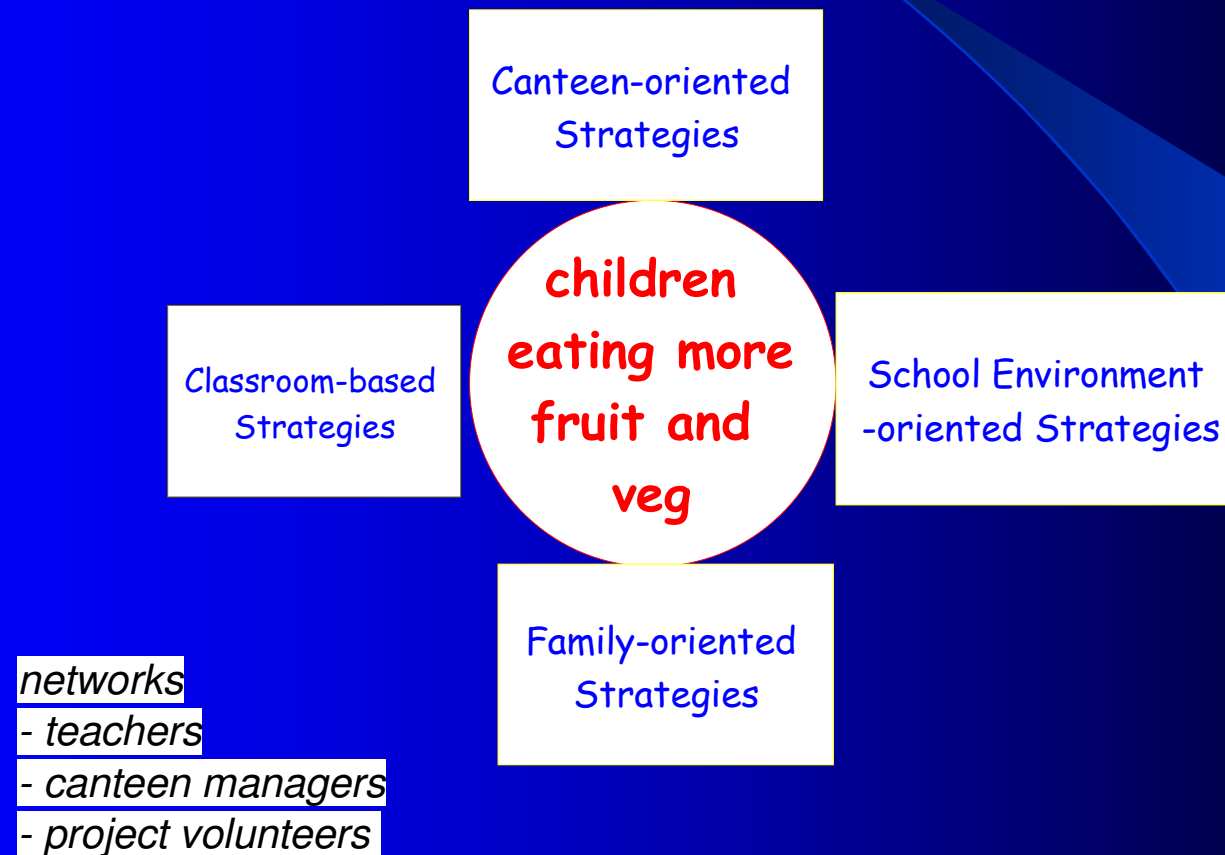 Canteen-oriented
Strategies
children
eating more
fruit and
veg
Classroom-based
Strategies
School Environment
-oriented Strategies
Family-oriented
Strategies
networks
- teachers
- canteen managers
- project volunteers